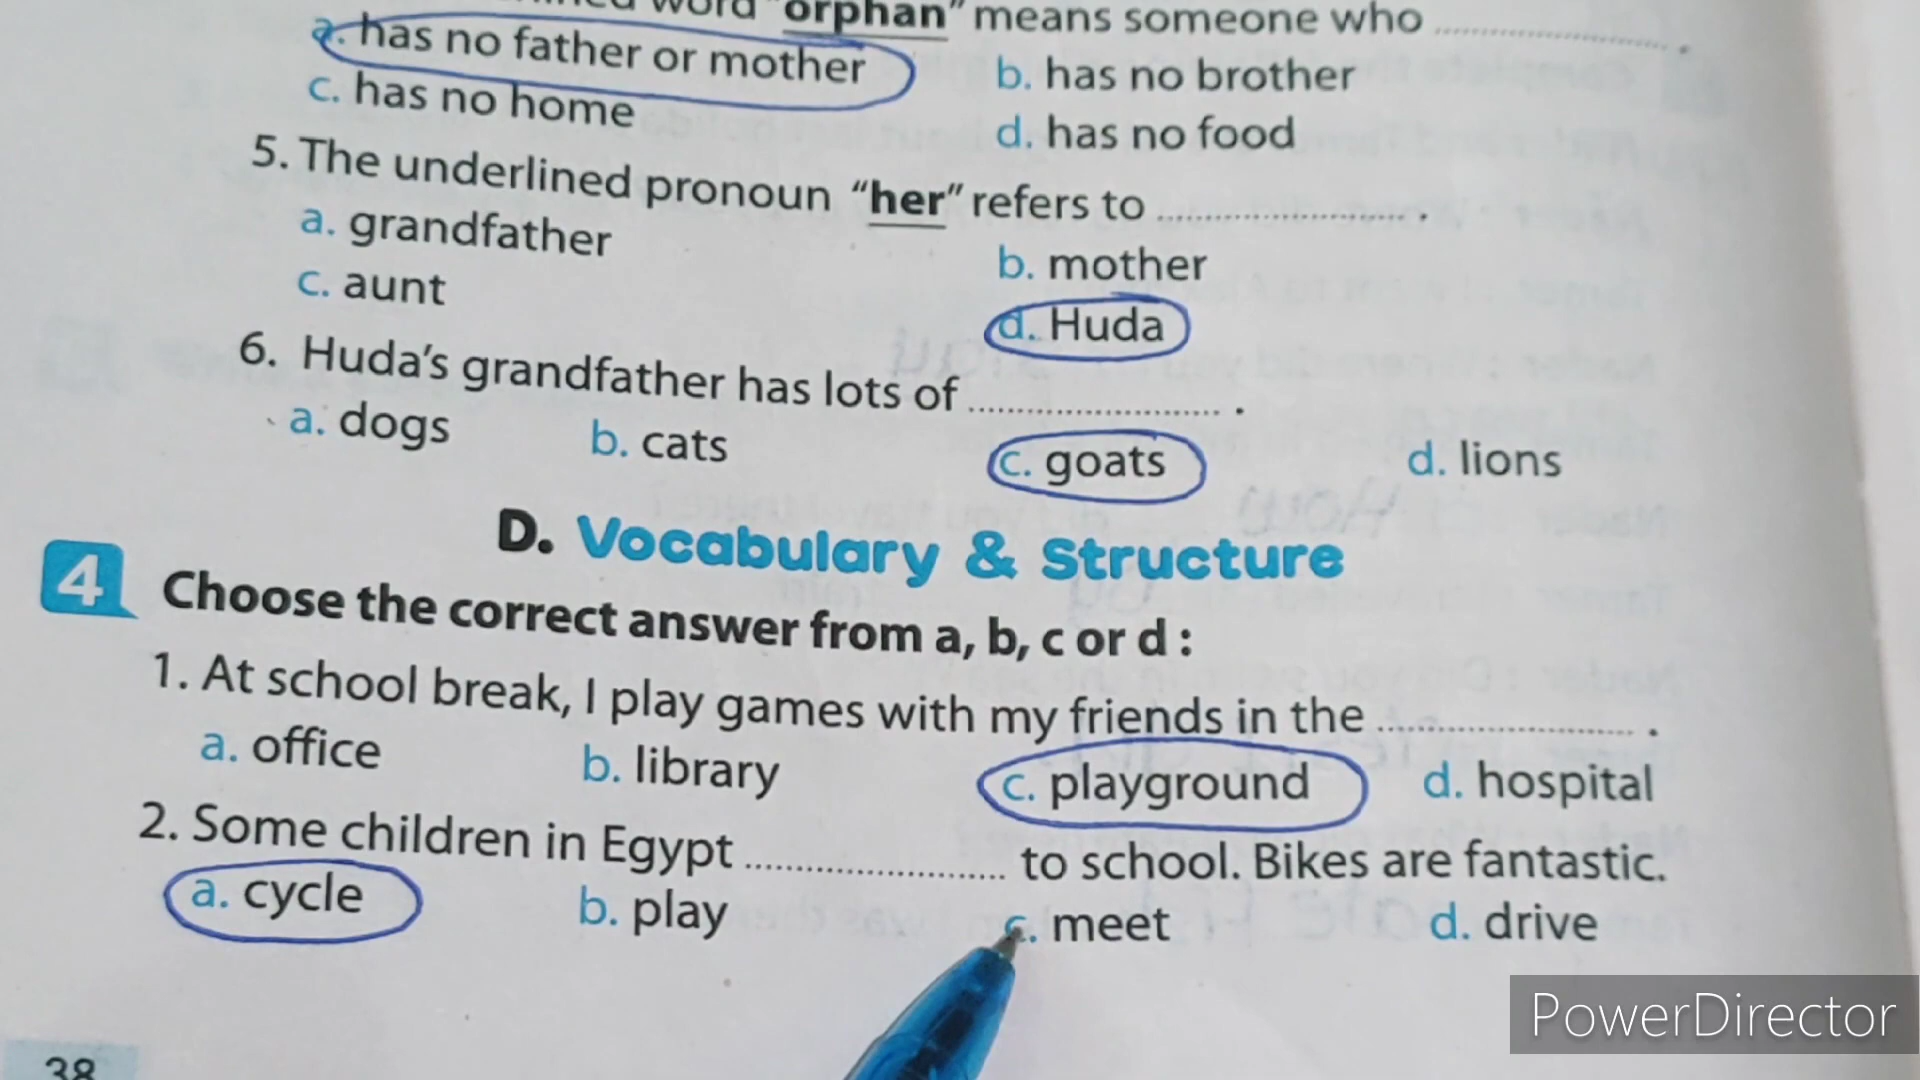 word "orphan" means someone who .................... .
a. has no father or mother
b. has no brother
c. has no home
d. has no food
5. The underlined pronoun "her" refers to .................... .
a. grandfather
b. mother
c. aunt
d. Huda
6. Huda's grandfather has lots of .................... .
a. dogs b. cats c. goats d. lions
D. Vocabulary & Structure
4 Choose the correct answer from a, b, c or d :
1. At school break, I play games with my friends in the .................... .
a. office b. library c. playground d. hospital
2. Some children in Egypt .................... to school. Bikes are fantastic.
a. cycle b. play c. meet d. drive
38
PowerDirector